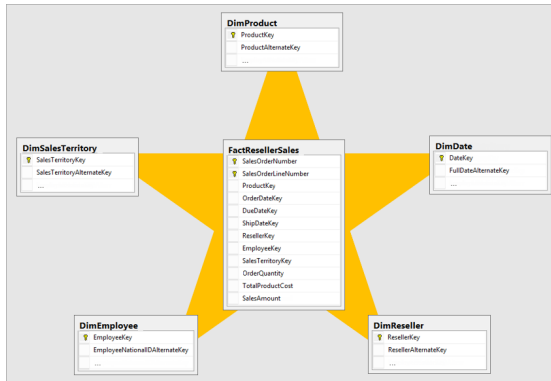 DimProduct
ProductKey
ProductAlternateKey
...
DimSalesTerritory
SalesTerritoryKey
SalesTerritoryAlternateKey
...
FactResellerSales
SalesOrderNumber
SalesOrderLineNumber
ProductKey
OrderDateKey
DueDateKey
ShipDateKey
ResellerKey
EmployeeKey
SalesTerritoryKey
OrderQuantity
TotalProductCost
SalesAmount
DimDate
DateKey
FullDateAlternateKey
...
DimEmployee
EmployeeKey
EmployeeNationalIDAlternateKey
...
DimReseller
ResellerKey
ResellerAlternateKey
...